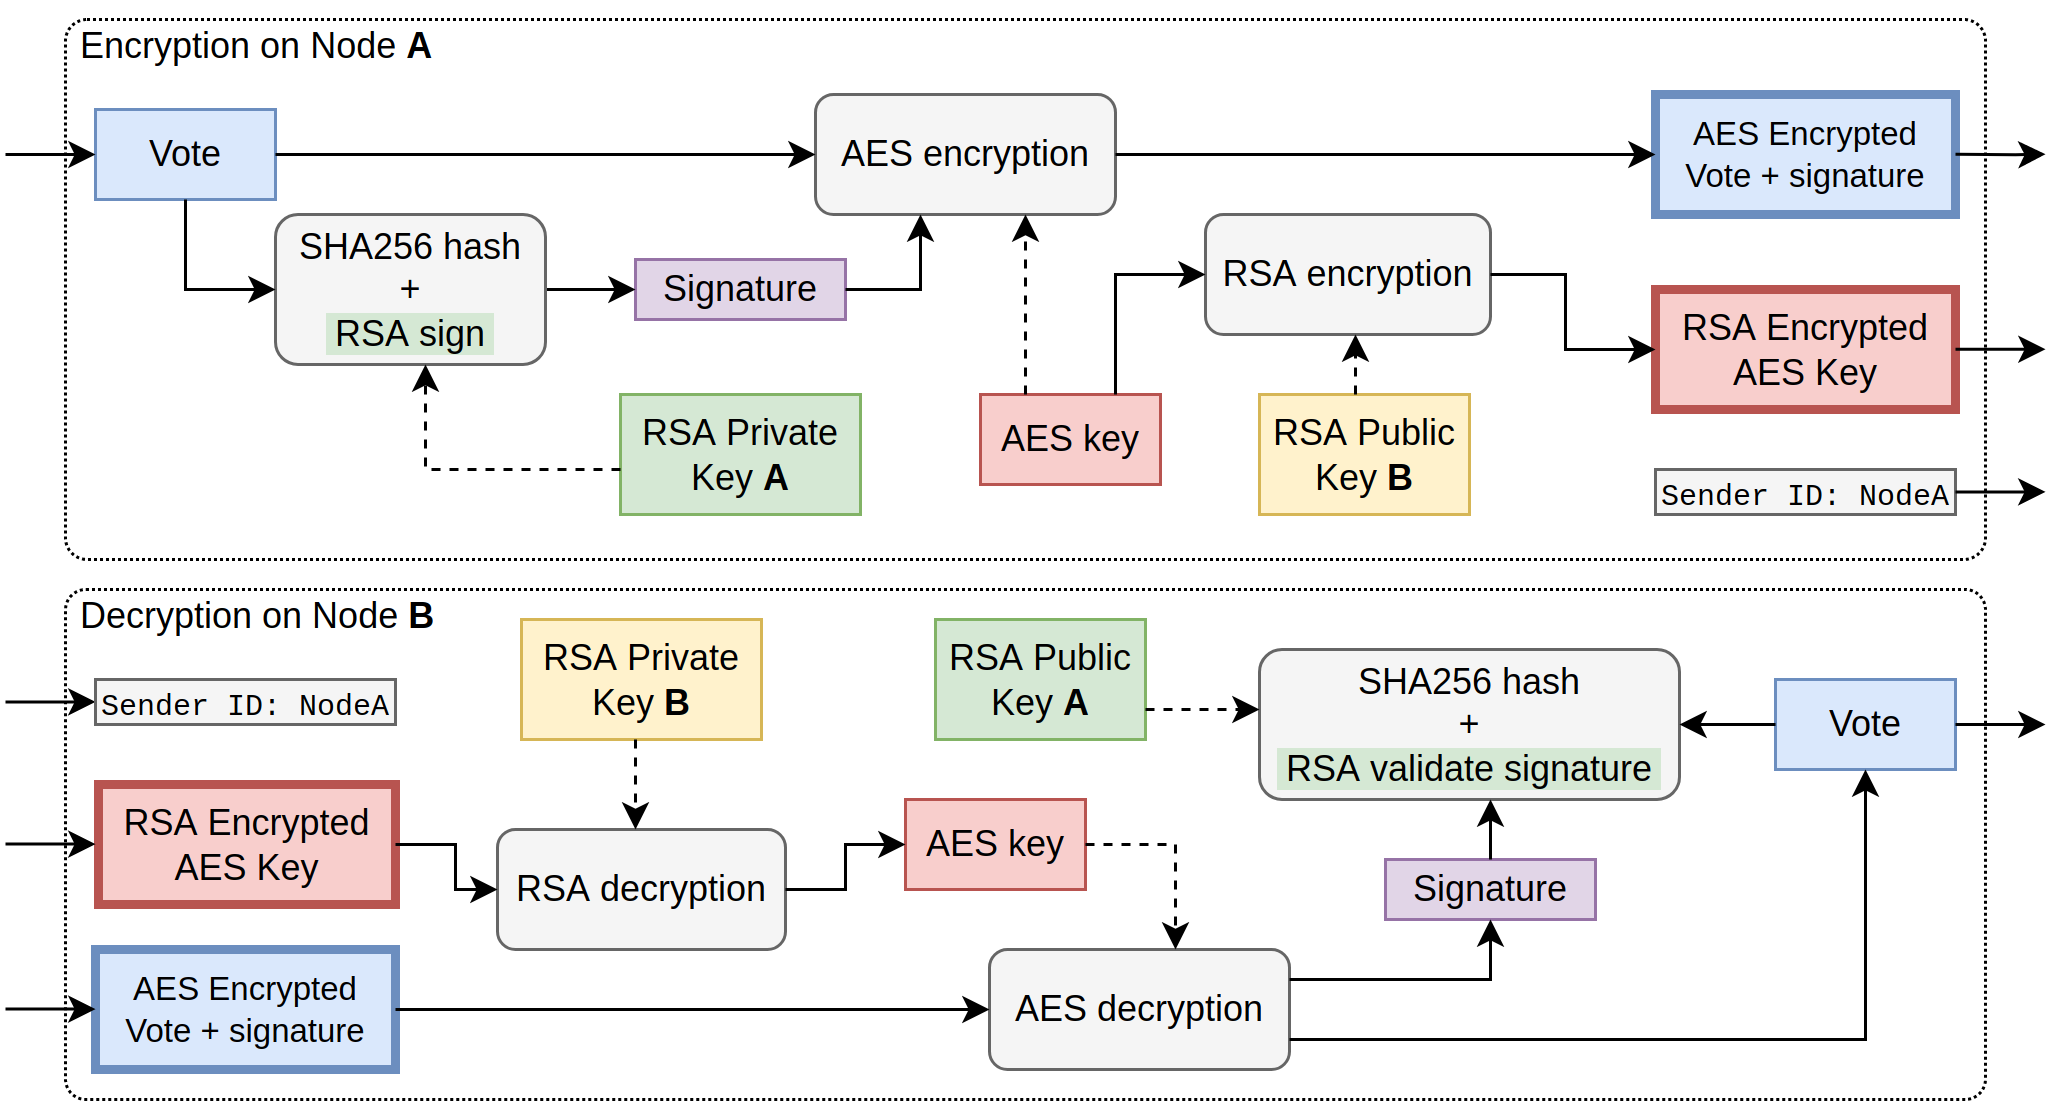 Encryption on Node A
Vote
AES encryption
AES Encrypted
Vote + signature
SHA256 hash
+
RSA sign
Signature
RSA encryption
RSA Encrypted
AES Key
RSA Private
Key A
AES key
RSA Public
Key B
Sender ID: NodeA
Decryption on Node B
Sender ID: NodeA
RSA Private
Key B
RSA Public
Key A
SHA256 hash
+
RSA validate signature
Vote
RSA Encrypted
AES Key
RSA decryption
AES key
Signature
AES Encrypted
Vote + signature
AES decryption